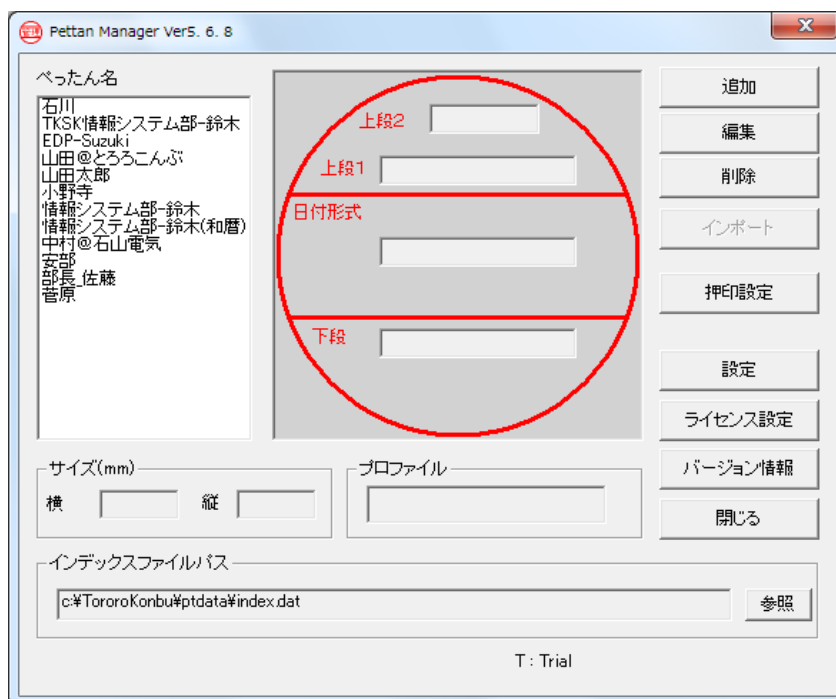 Pettan Manager Ver5. 6. 8
ぺったん名
石川
TKSK情報システム部-鈴木
EDP-Suzuki
山田@とろろこんぶ
山田太郎
小野寺
情報システム部-鈴木
情報システム部-鈴木(和暦)
中村@石山電気
安部
部長_佐藤
菅原
上段2
上段1
日付形式
下段
追加
編集
削除
インポート
押印設定
設定
ライセンス設定
バージョン情報
閉じる
サイズ(mm)
横
縦
プロファイル
インデックスファイルパス
c:¥TororoKonbu¥ptdata¥index.dat
参照
T : Trial